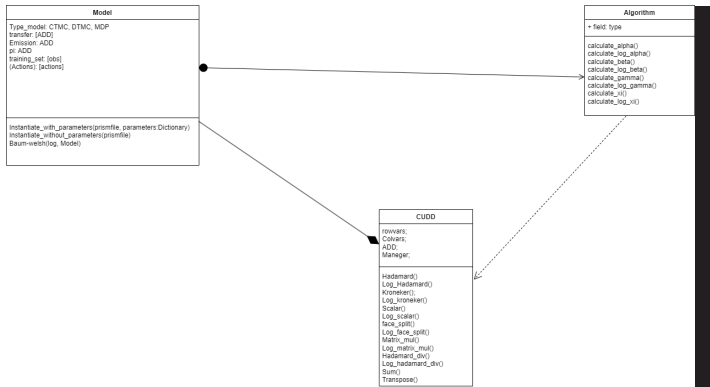 Model
Type_model: CTMC, DTMC, MDP
transfer: [ADD]
Emission: ADD
pi: ADD
training_set: [obs]
(Actions): [actions]
Instantiate_with_parameters(prismfile, parameters:Dictionary)
Instantiate_without_parameters(prismfile)
Baum-welsh(log, Model)
Algorithm
+ field: type
calculate_alpha()
calculate_log_alpha()
calculate_beta()
calculate_log_beta()
calculate_gamma()
calculate_log_gamma()
calculate_xi()
calculate_log_xi()
CUDD
rowvars;
Colvars;
ADD;
Maneger;
Hadamard()
Log_Hadamard()
Kroneker();
Log_kroneker()
Scalar()
Log_scalar()
face_split()
Log_face_split()
Matrix_mul()
Log_matrix_mul()
Hadamard_div()
Log_hadamard_div()
Sum()
Transpose()